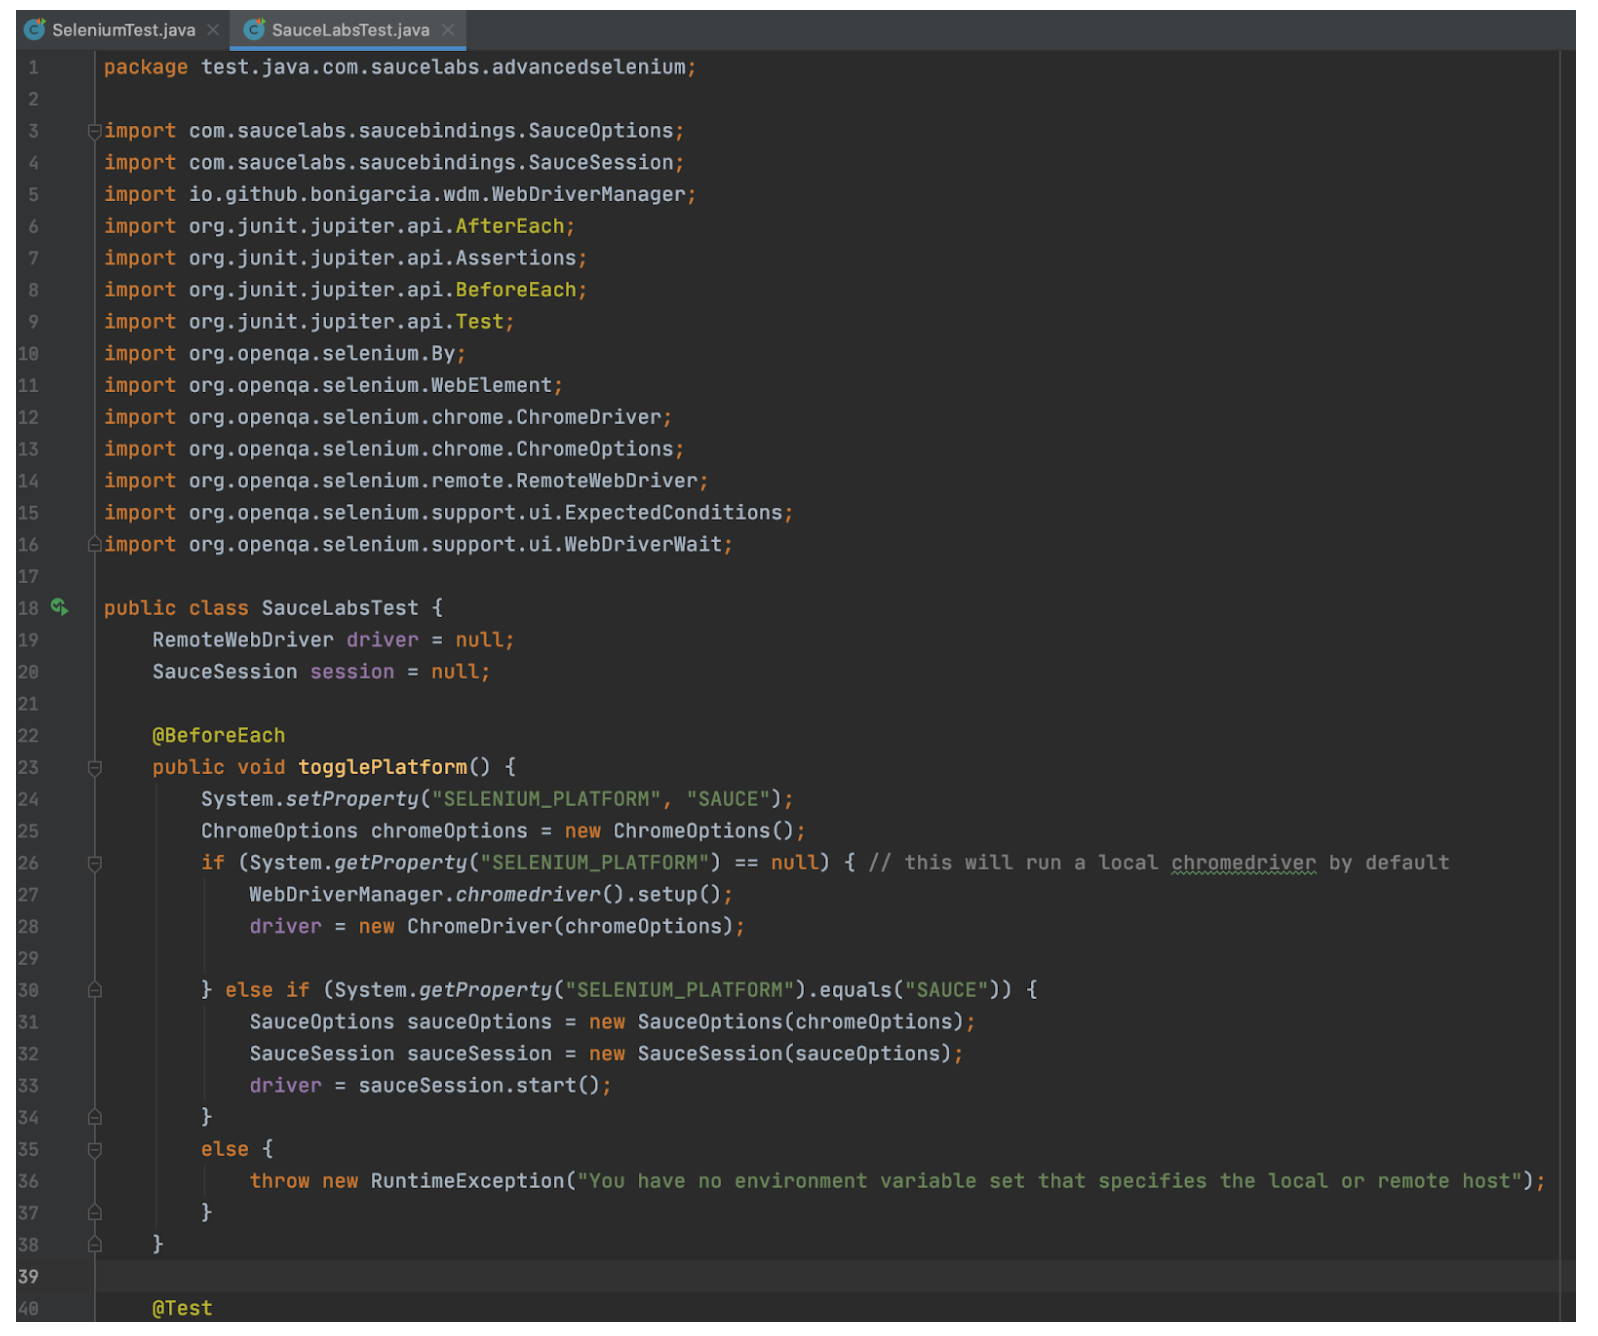 SeleniumTest.java SauceLabsTest.java
1 package test.java.com.saucelabs.advancedselenium;
2
3 import com.saucelabs.saucebindings.SauceOptions;
4 import com.saucelabs.saucebindings.SauceSession;
5 import io.github.bonigarcia.wdm.WebDriverManager;
6 import org.junit.jupiter.api.AfterEach;
7 import org.junit.jupiter.api.Assertions;
8 import org.junit.jupiter.api.BeforeEach;
9 import org.junit.jupiter.api.Test;
10 import org.openqa.selenium.By;
11 import org.openqa.selenium.WebElement;
12 import org.openqa.selenium.chrome.ChromeDriver;
13 import org.openqa.selenium.chrome.ChromeOptions;
14 import org.openqa.selenium.remote.RemoteWebDriver;
15 import org.openqa.selenium.support.ui.ExpectedConditions;
16 import org.openqa.selenium.support.ui.WebDriverWait;
17
18 public class SauceLabsTest {
19 RemoteWebDriver driver = null;
20 SauceSession session = null;
21
22 @BeforeEach
23 public void togglePlatform() {
24 System.setProperty("SELENIUM_PLATFORM", "SAUCE");
25 ChromeOptions chromeOptions = new ChromeOptions();
26 if (System.getProperty("SELENIUM_PLATFORM") == null) { // this will run a local chromedriver by default
27 WebDriverManager.chromedriver().setup();
28 driver = new ChromeDriver(chromeOptions);
29
30 } else if (System.getProperty("SELENIUM_PLATFORM").equals("SAUCE")) {
31 SauceOptions sauceOptions = new SauceOptions(chromeOptions);
32 SauceSession sauceSession = new SauceSession(sauceOptions);
33 driver = sauceSession.start();
34 }
35 else {
36 throw new RuntimeException("You have no environment variable set that specifies the local or remote host");
37 }
38 }
39
40 @Test